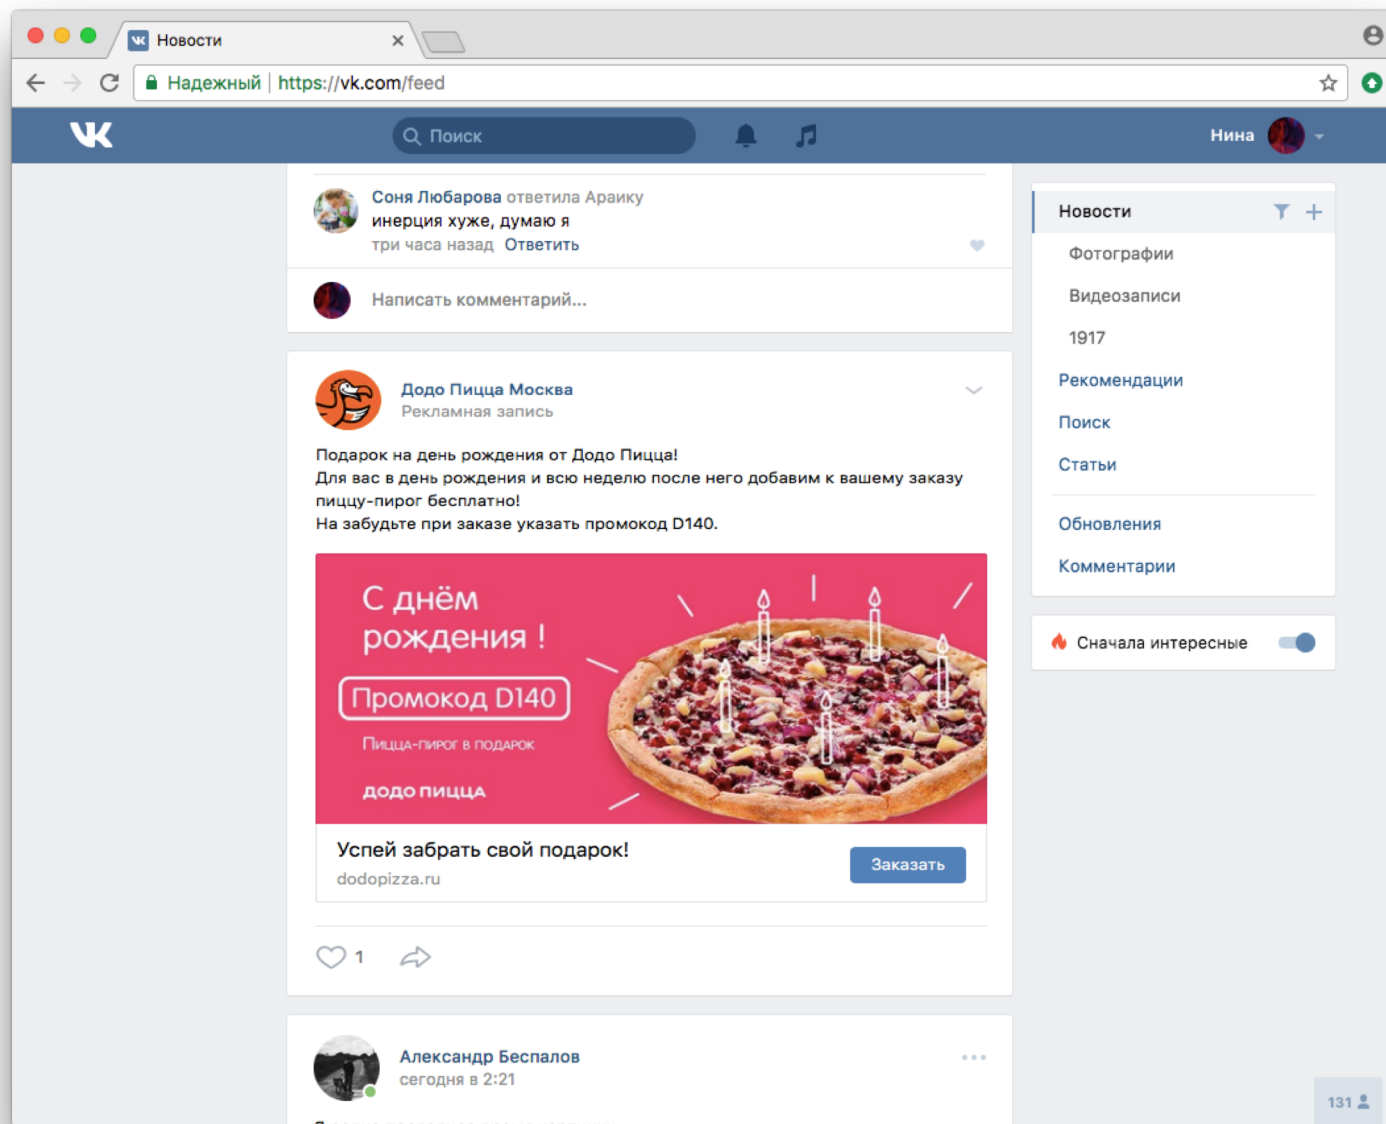 Новости
Надежный | https://vk.com/feed
Поиск
Нина
Соня Любарова ответила Араику
инерция хуже, думаю я
три часа назад Ответить
Написать комментарий...
Додо Пицца Москва
Рекламная запись
Подарок на день рождения от Додо Пицца!
Для вас в день рождения и всю неделю после него добавим к вашему заказу
пиццу-пирог бесплатно!
На забудьте при заказе указать промокод D140.
С днём
рождения !
Промокод D140
Пицца-пирог в подарок
додо пицца
Успей забрать свой подарок!
dodopizza.ru
Заказать
1
Александр Беспалов
сегодня в 2:21
Новости
Фотографии
Видеозаписи
1917
Рекомендации
Поиск
Статьи
Обновления
Комментарии
Сначала интересные
131